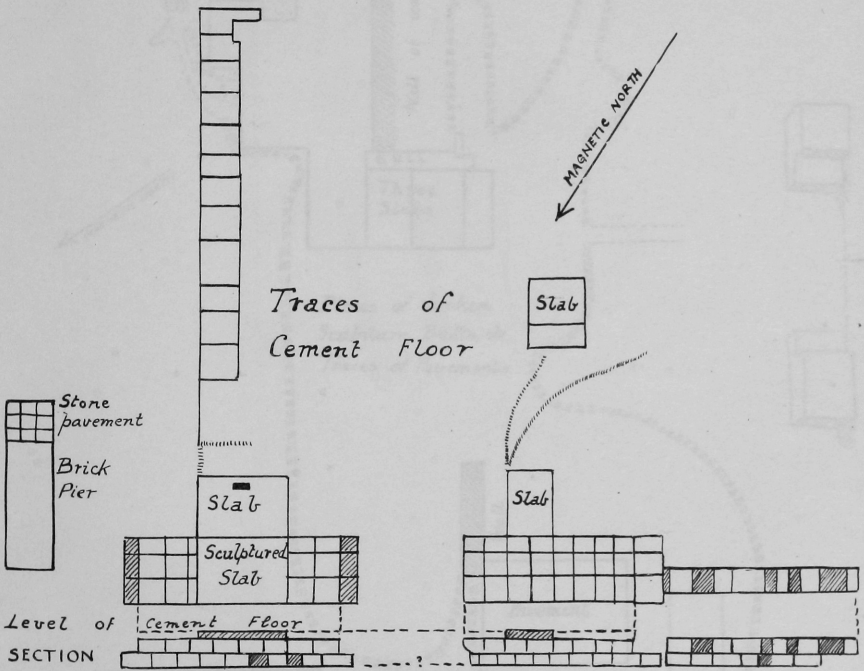 MAGNETIC NORTH
Slab
Traces of
Cement Floor
Stone
pavement
Brick
Pier
Slab
Slab
Sculptured
Slab
Level of Cement Floor
SECTION
?